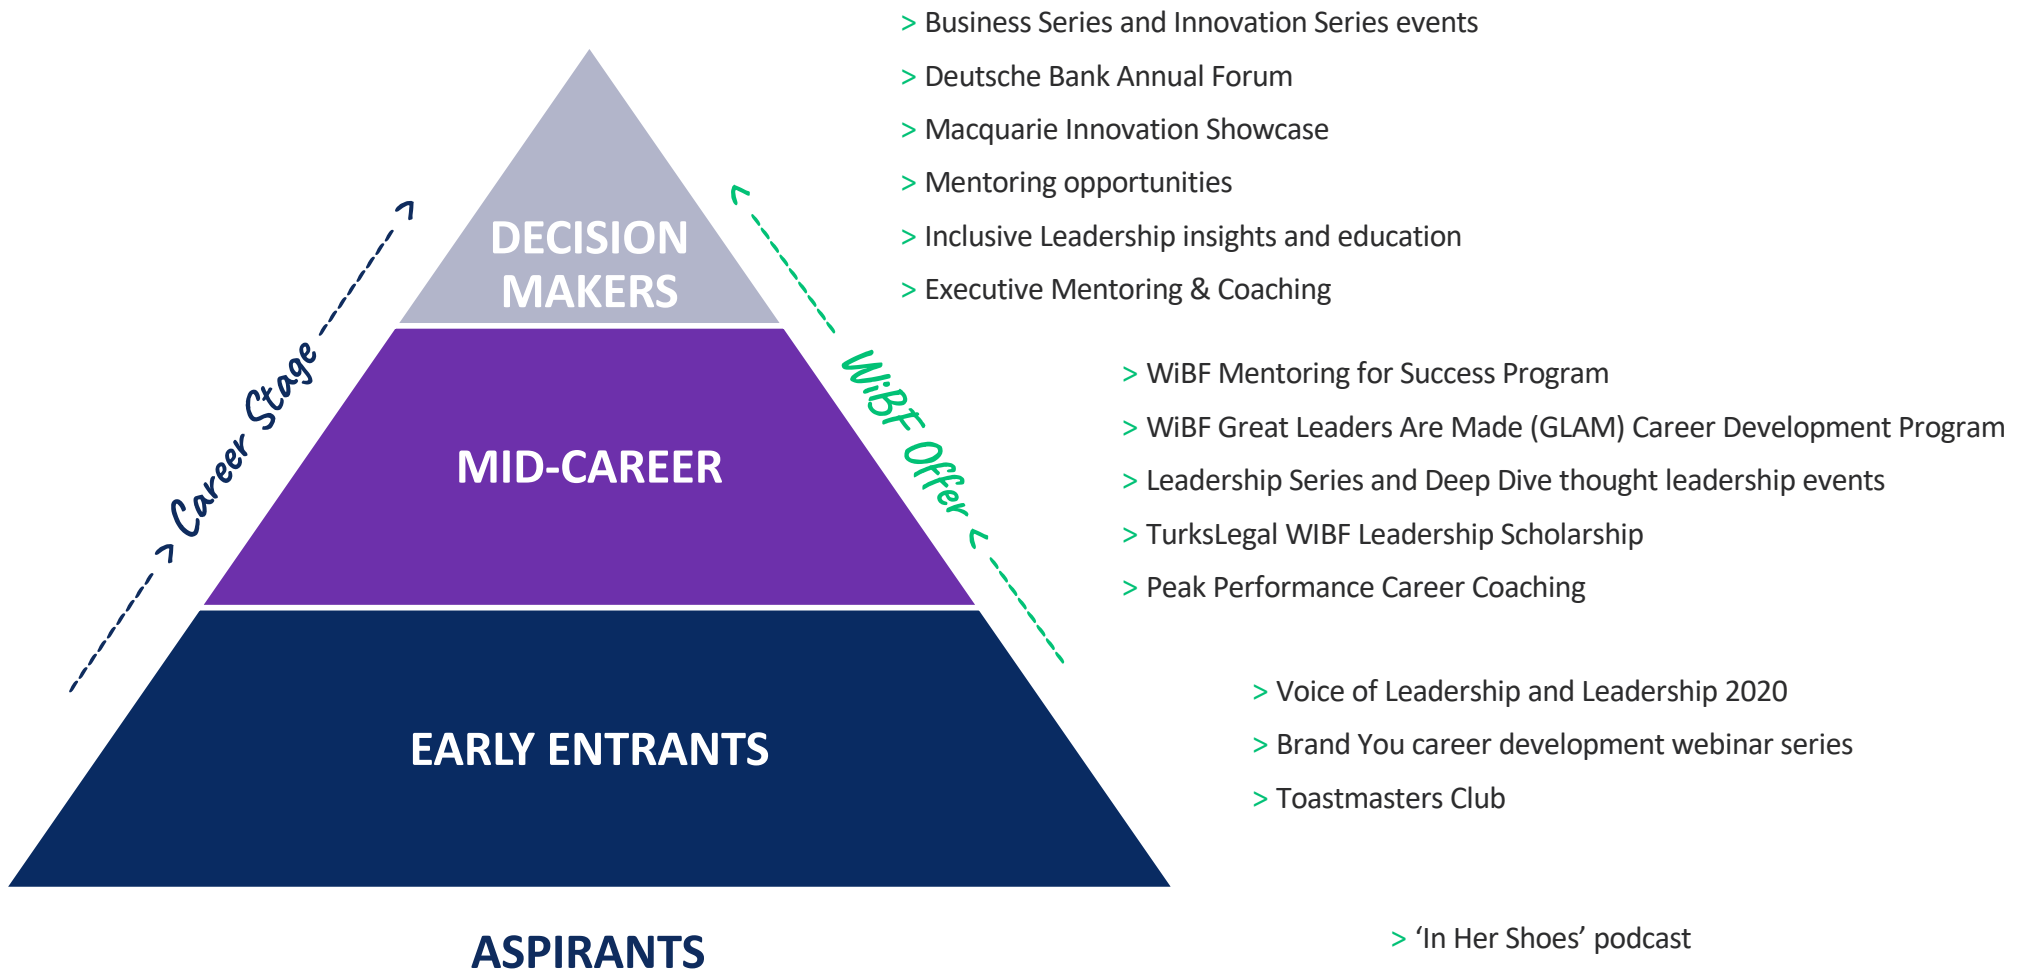 > Business Series and Innovation Series events
> Deutsche Bank Annual Forum
> Macquarie Innovation Showcase
> Mentoring opportunities
> Inclusive Leadership insights and education
> Executive Mentoring & Coaching
DECISION
MAKERS
Career Stage
WiBF Offer
> WiBF Mentoring for Success Program
> WiBF Great Leaders Are Made (GLAM) Career Development Program
> Leadership Series and Deep Dive thought leadership events
> TurksLegal WIBF Leadership Scholarship
> Peak Performance Career Coaching
MID-CAREER
> Voice of Leadership and Leadership 2020
> Brand You career development webinar series
> Toastmasters Club
EARLY ENTRANTS
ASPIRANTS
> ‘In Her Shoes’ podcast